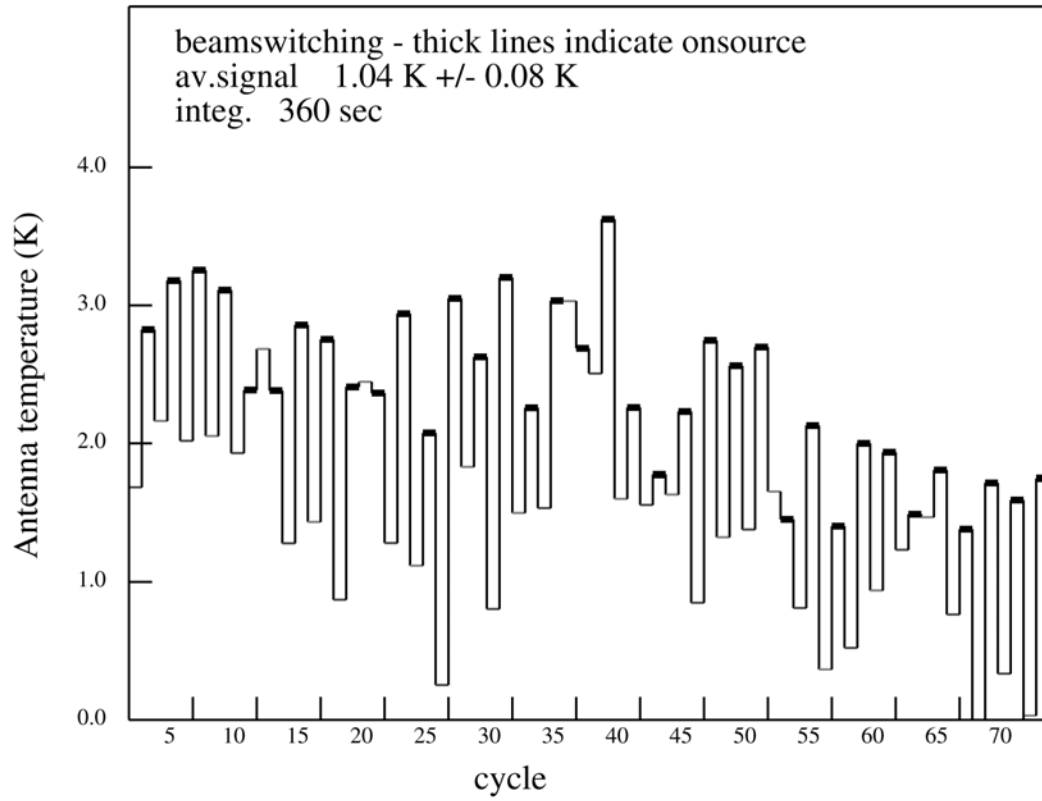 beamswitching - thick lines indicate onsource
av.signal 1.04 K +/- 0.08 K
integ. 360 sec
4.0
3.0
2.0
1.0
0.0
Antenna temperature (K)
5 10 15 20 25 30 35 40 45 50 55 60 65 70
cycle